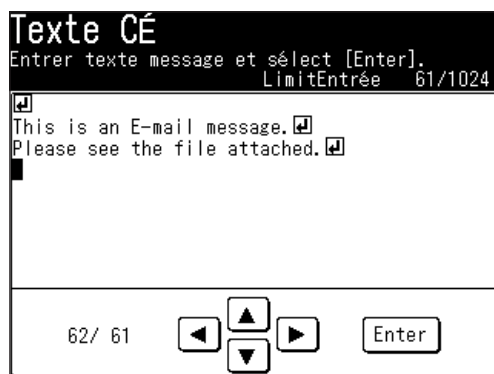 Texte CÉ
Entrer texte message et sélect [Enter].
LimitEntrée 61/1024
↵
This is an E-mail message.↵
Please see the file attached.↵
62/ 61 ◀ ▲ ▼ ▶ Enter